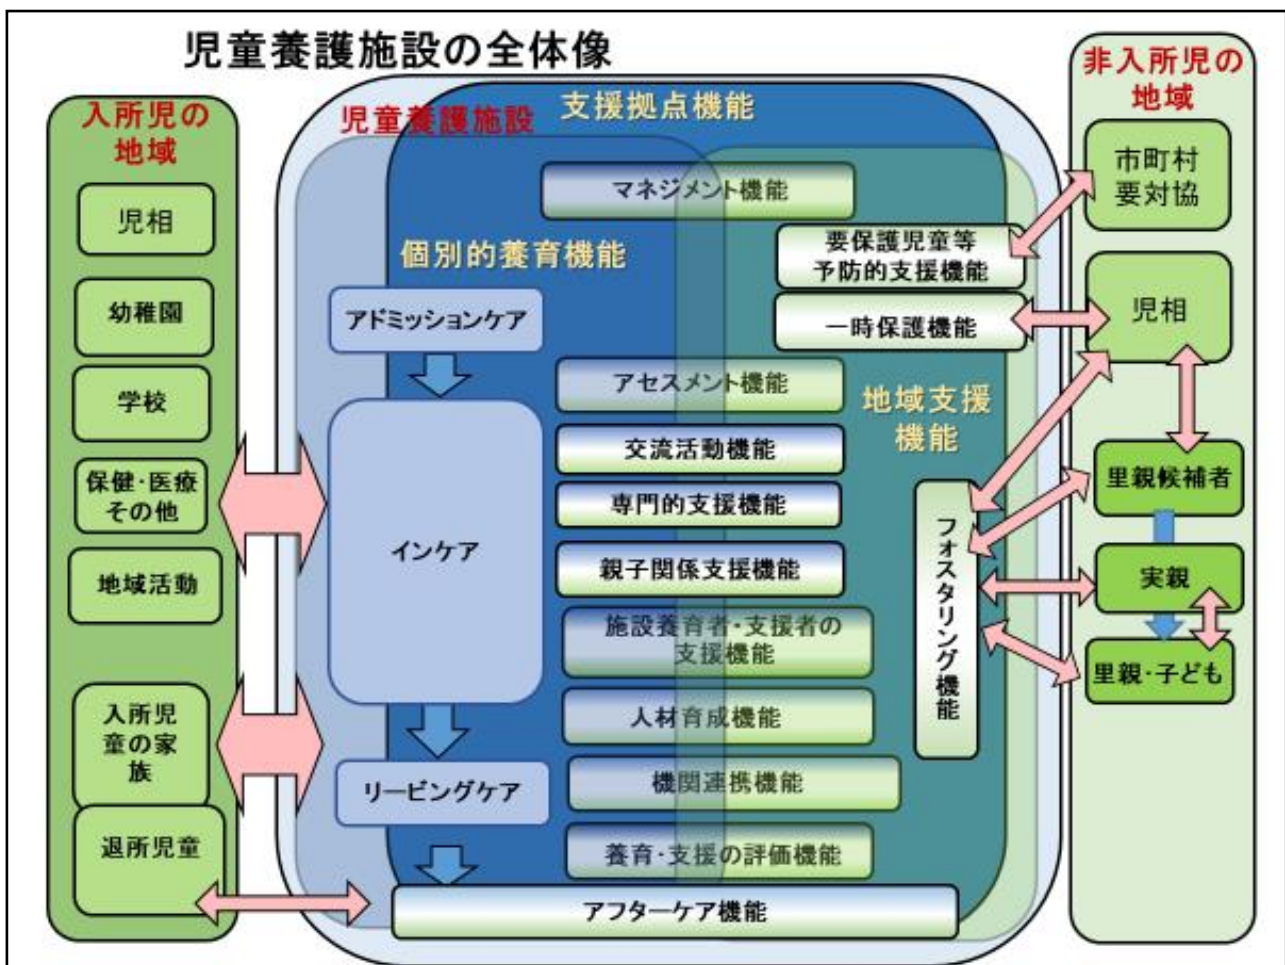 児童養護施設の全体像
入所児の
地域
児相
幼稚園
学校
保健・医療
その他
地域活動
入所児
童の家
族
退所児童
児童養護施設
支援拠点機能
マネジメント機能
個別的養育機能
アドミッションケア
インケア
リービングケア
要保護児童等
予防的支援機能
一時保護機能
アセスメント機能
地域支援
機能
交流活動機能
専門的支援機能
親子関係支援機能
施設養育者・支援者の
支援機能
人材育成機能
機関連携機能
養育・支援の評価機能
アフターケア機能
フォスタリング機能
非入所児の
地域
市町村
要対協
児相
里親候補者
実親
里親・子ども